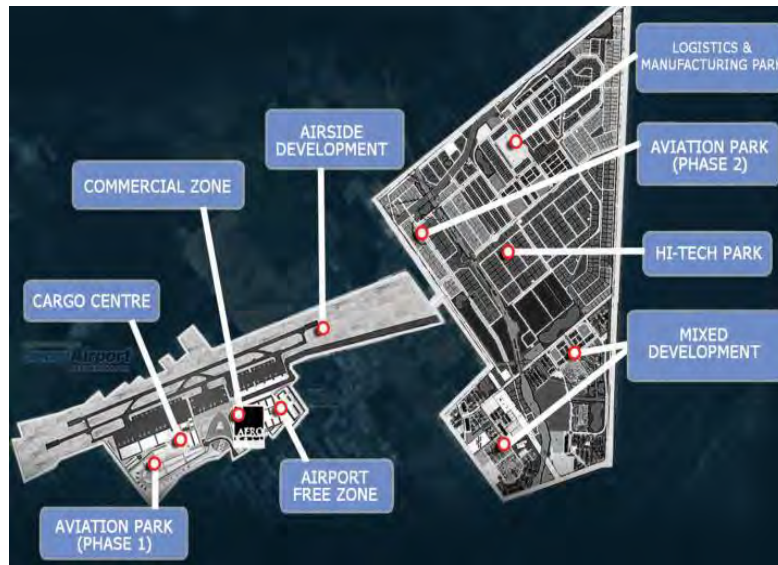 LOGISTICS &
MANUFACTURING PARK
AIRSIDE
DEVELOPMENT
AVIATION PARK
(PHASE 2)
COMMERCIAL ZONE
HI-TECH PARK
CARGO CENTRE
MIXED
DEVELOPMENT
Airport
AERO
AIRPORT
FREE ZONE
AVIATION PARK
(PHASE 1)